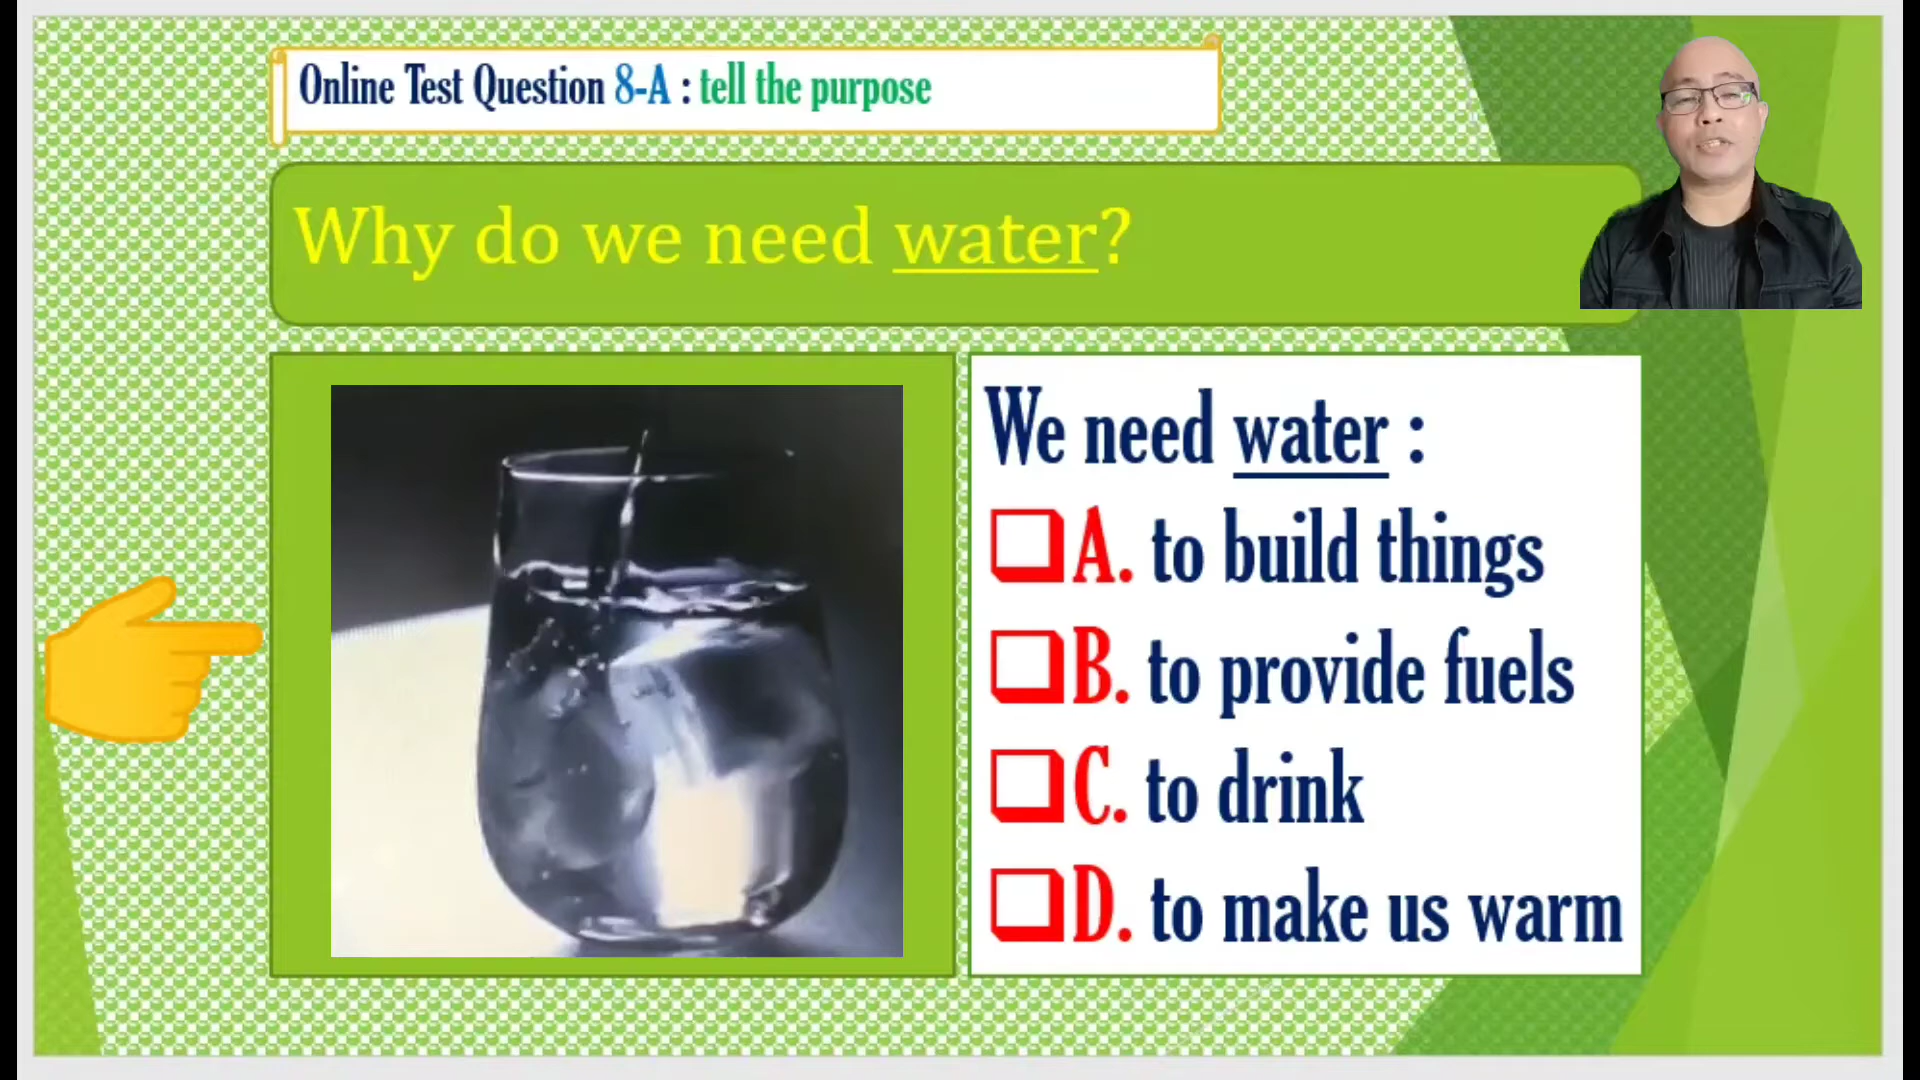 Online Test Question 8-A : tell the purpose
Why do we need water?
We need water :
A. to build things
B. to provide fuels
C. to drink
D. to make us warm